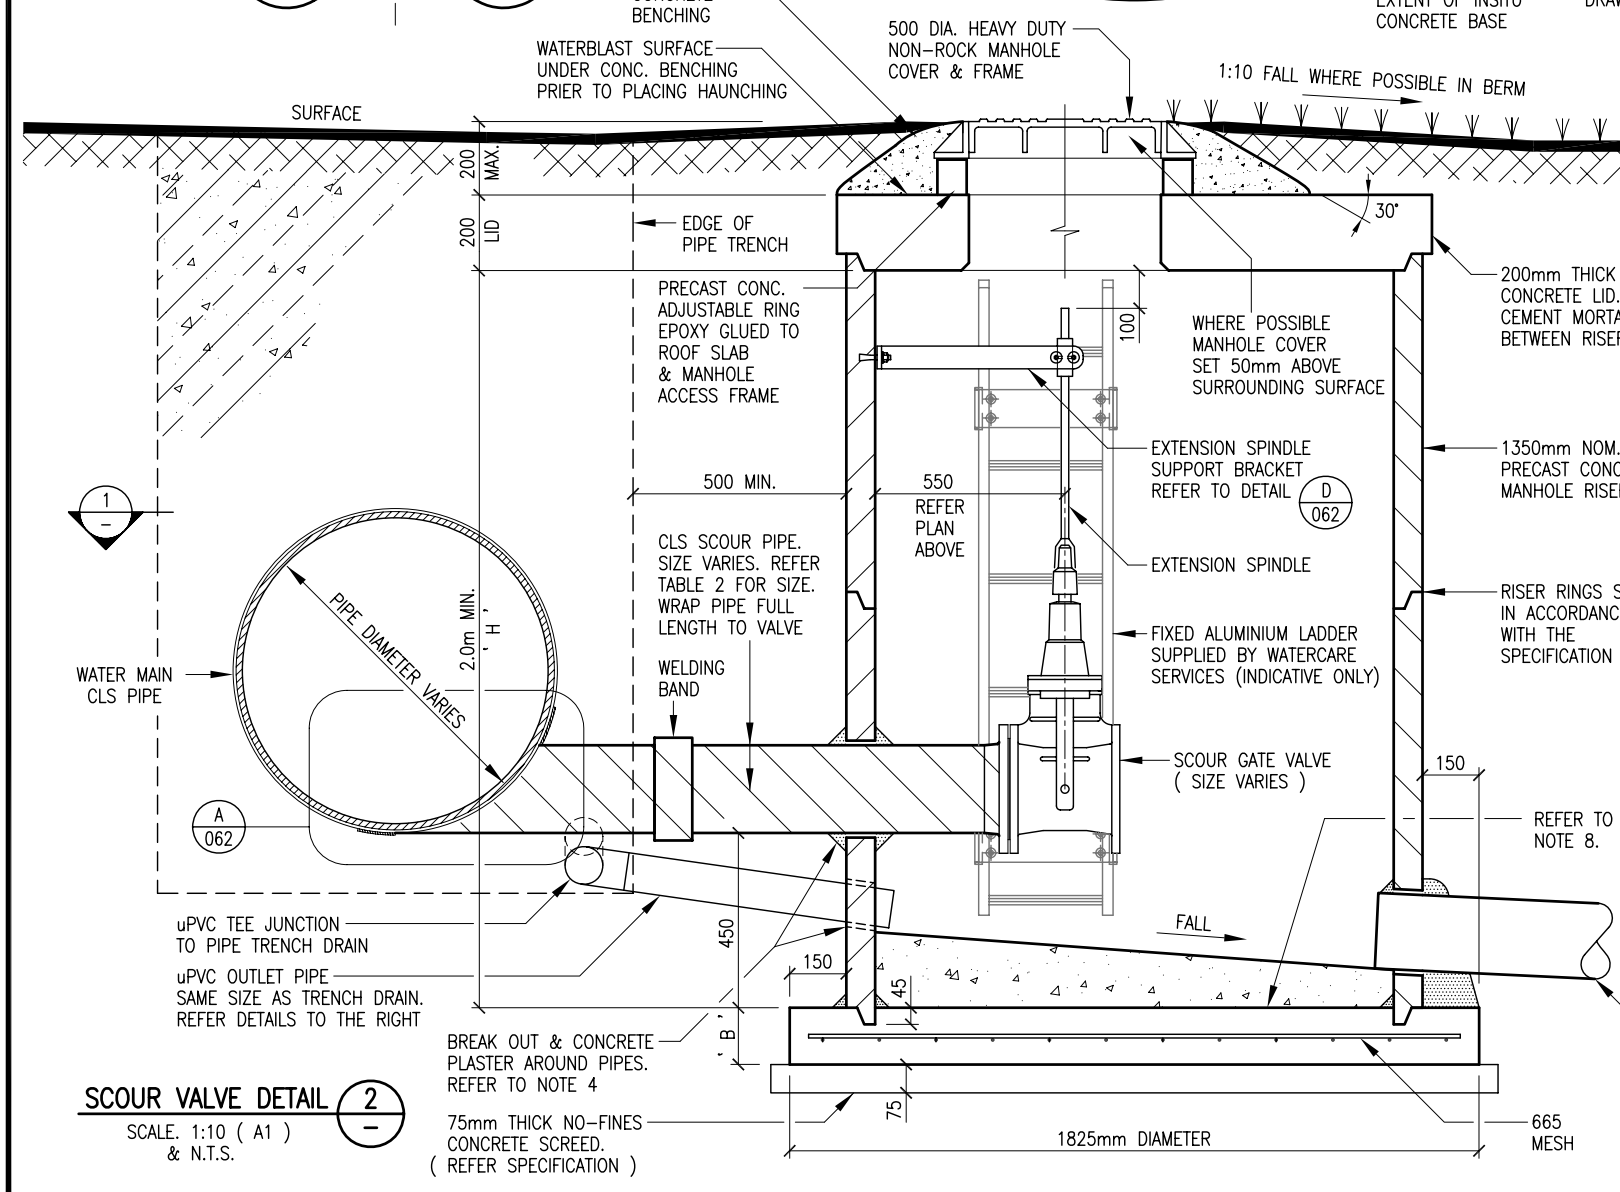 BENCHING
EXTENT OF INSITU
CONCRETE BASE
WATERBLAST SURFACE
UNDER CONC. BENCHING
PRIER TO PLACING HAUNCHING
500 DIA. HEAVY DUTY
NON-ROCK MANHOLE
COVER & FRAME
1:10 FALL WHERE POSSIBLE IN BERM
SURFACE
200
MAX.
200
LID
EDGE OF
PIPE TRENCH
30°
PRECAST CONC.
ADJUSTABLE RING
EPOXY GLUED TO
ROOF SLAB
& MANHOLE
ACCESS FRAME
100
WHERE POSSIBLE
MANHOLE COVER
SET 50mm ABOVE
SURROUNDING SURFACE
200mm THICK
CONCRETE LID.
CEMENT MORTA
BETWEEN RISER
EXTENSION SPINDLE
SUPPORT BRACKET
REFER TO DETAIL
D
062
1350mm NOM.
PRECAST CONC
MANHOLE RISE
500 MIN.
550
REFER
PLAN
ABOVE
1
-
CLS SCOUR PIPE.
SIZE VARIES. REFER
TABLE 2 FOR SIZE.
WRAP PIPE FULL
LENGTH TO VALVE
EXTENSION SPINDLE
RISER RINGS S
IN ACCORDANC
WITH THE
SPECIFICATION
PIPE DIAMETER VARIES
2.0m MIN.
' H '
FIXED ALUMINIUM LADDER
SUPPLIED BY WATERCARE
SERVICES (INDICATIVE ONLY)
WATER MAIN
CLS PIPE
WELDING
BAND
SCOUR GATE VALVE
( SIZE VARIES )
150
A
062
REFER TO
NOTE 8.
uPVC TEE JUNCTION
TO PIPE TRENCH DRAIN
450
FALL
uPVC OUTLET PIPE
SAME SIZE AS TRENCH DRAIN.
REFER DETAILS TO THE RIGHT
150
45
' B '
BREAK OUT & CONCRETE
PLASTER AROUND PIPES.
REFER TO NOTE 4
75
SCOUR VALVE DETAIL
2
-
SCALE. 1:10 ( A1 )
& N.T.S.
75mm THICK NO-FINES
CONCRETE SCREED.
( REFER SPECIFICATION )
1825mm DIAMETER
665
MESH